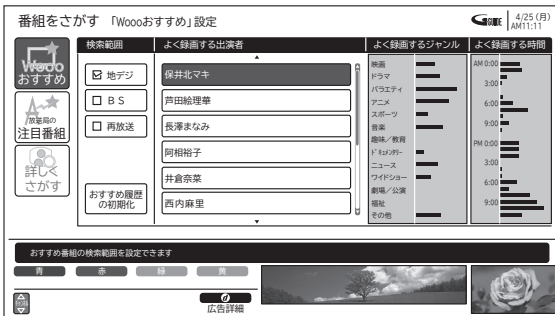 番組をさがす 「Woooおすすめ」設定
G-GUIDE
4/25 (月)
AM11:11
Wooo
おすすめ
放送局の
注目番組
詳しく
さがす
検索範囲
地デジ
BS
再放送
おすすめ履歴
の初期化
よく録画する出演者
保井北マキ
芦田絵理華
長澤まなみ
阿相裕子
井倉奈菜
西内麻里
よく録画するジャンル
映画
ドラマ
バラエティ
アニメ
スポーツ
音楽
趣味／教育
ドキュメンタリー
ニュース
ワイドショー
劇場／公演
福祉
その他
よく録画する時間
AM 0:00
3:00
6:00
9:00
PM 0:00
3:00
6:00
9:00
おすすめ番組の検索範囲を設定できます
青 赤 緑 黄
d
広告詳細